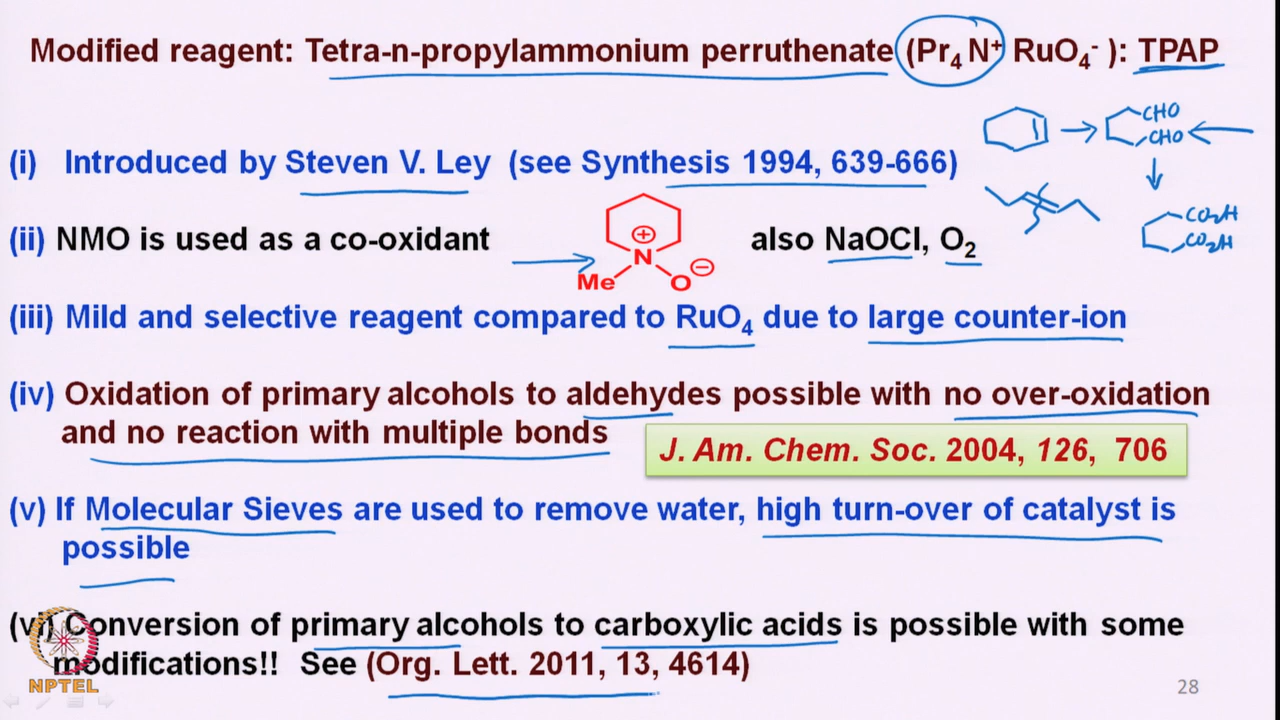 Modified reagent: Tetra-n-propylammonium perruthenate (Pr₄N⁺ RuO₄⁻ ): TPAP
CHO
CHO
(i) Introduced by Steven V. Ley (see Synthesis 1994, 639-666)
CO₂H
CO₂H
(ii) NMO is used as a co-oxidant
⊕
N
Me
O
⊖
also NaOCl, O₂
(iii) Mild and selective reagent compared to RuO₄ due to large counter-ion
(iv) Oxidation of primary alcohols to aldehydes possible with no over-oxidation
and no reaction with multiple bonds
J. Am. Chem. Soc. 2004, 126, 706
(v) If Molecular Sieves are used to remove water, high turn-over of catalyst is
possible
(vi) Conversion of primary alcohols to carboxylic acids is possible with some
modifications!! See (Org. Lett. 2011, 13, 4614)
NPTEL
28